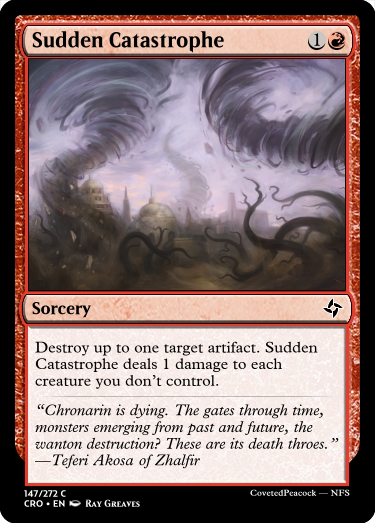 Sudden Catastrophe 1
Sorcery
Destroy up to one target artifact. Sudden
Catastrophe deals 1 damage to each
creature you don't control.
“Chronarin is dying. The gates through time,
monsters emerging from past and future, the
wanton destruction? These are its death throes.”
—Teferi Akosa of Zhalfir
147/272 C
CRO • EN Ray Greaves
CovetedPeacock — NFS